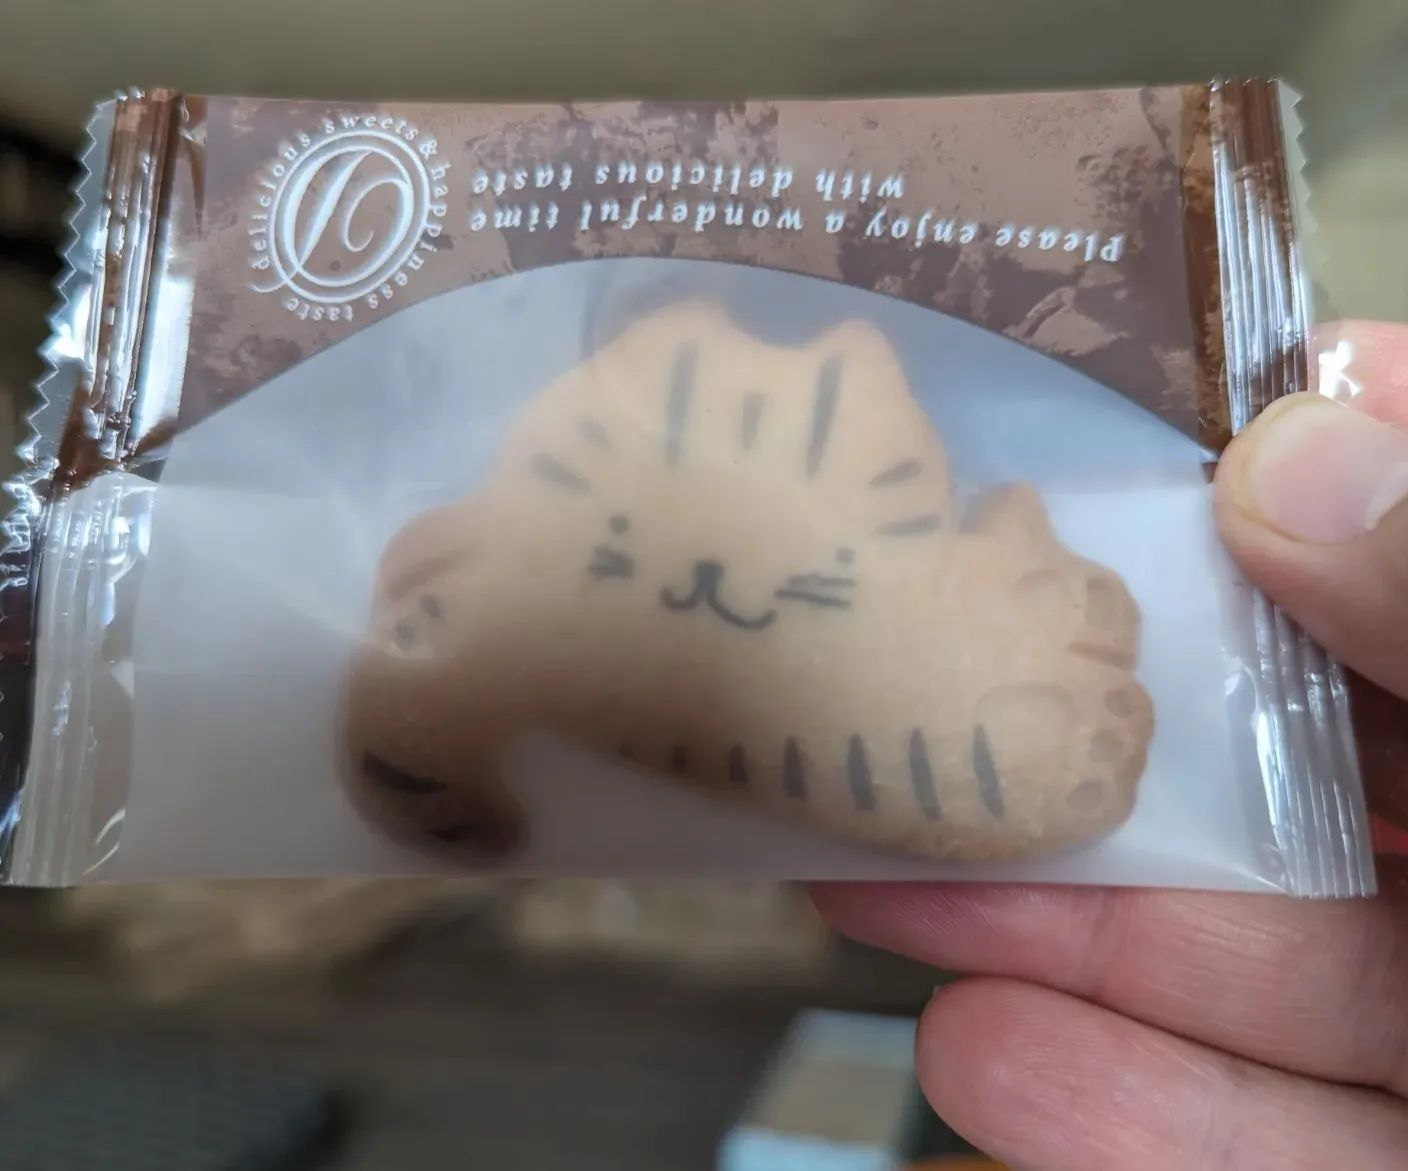 delicious sweets & happiness taste
Please enjoy a wonderful time
with delicious taste